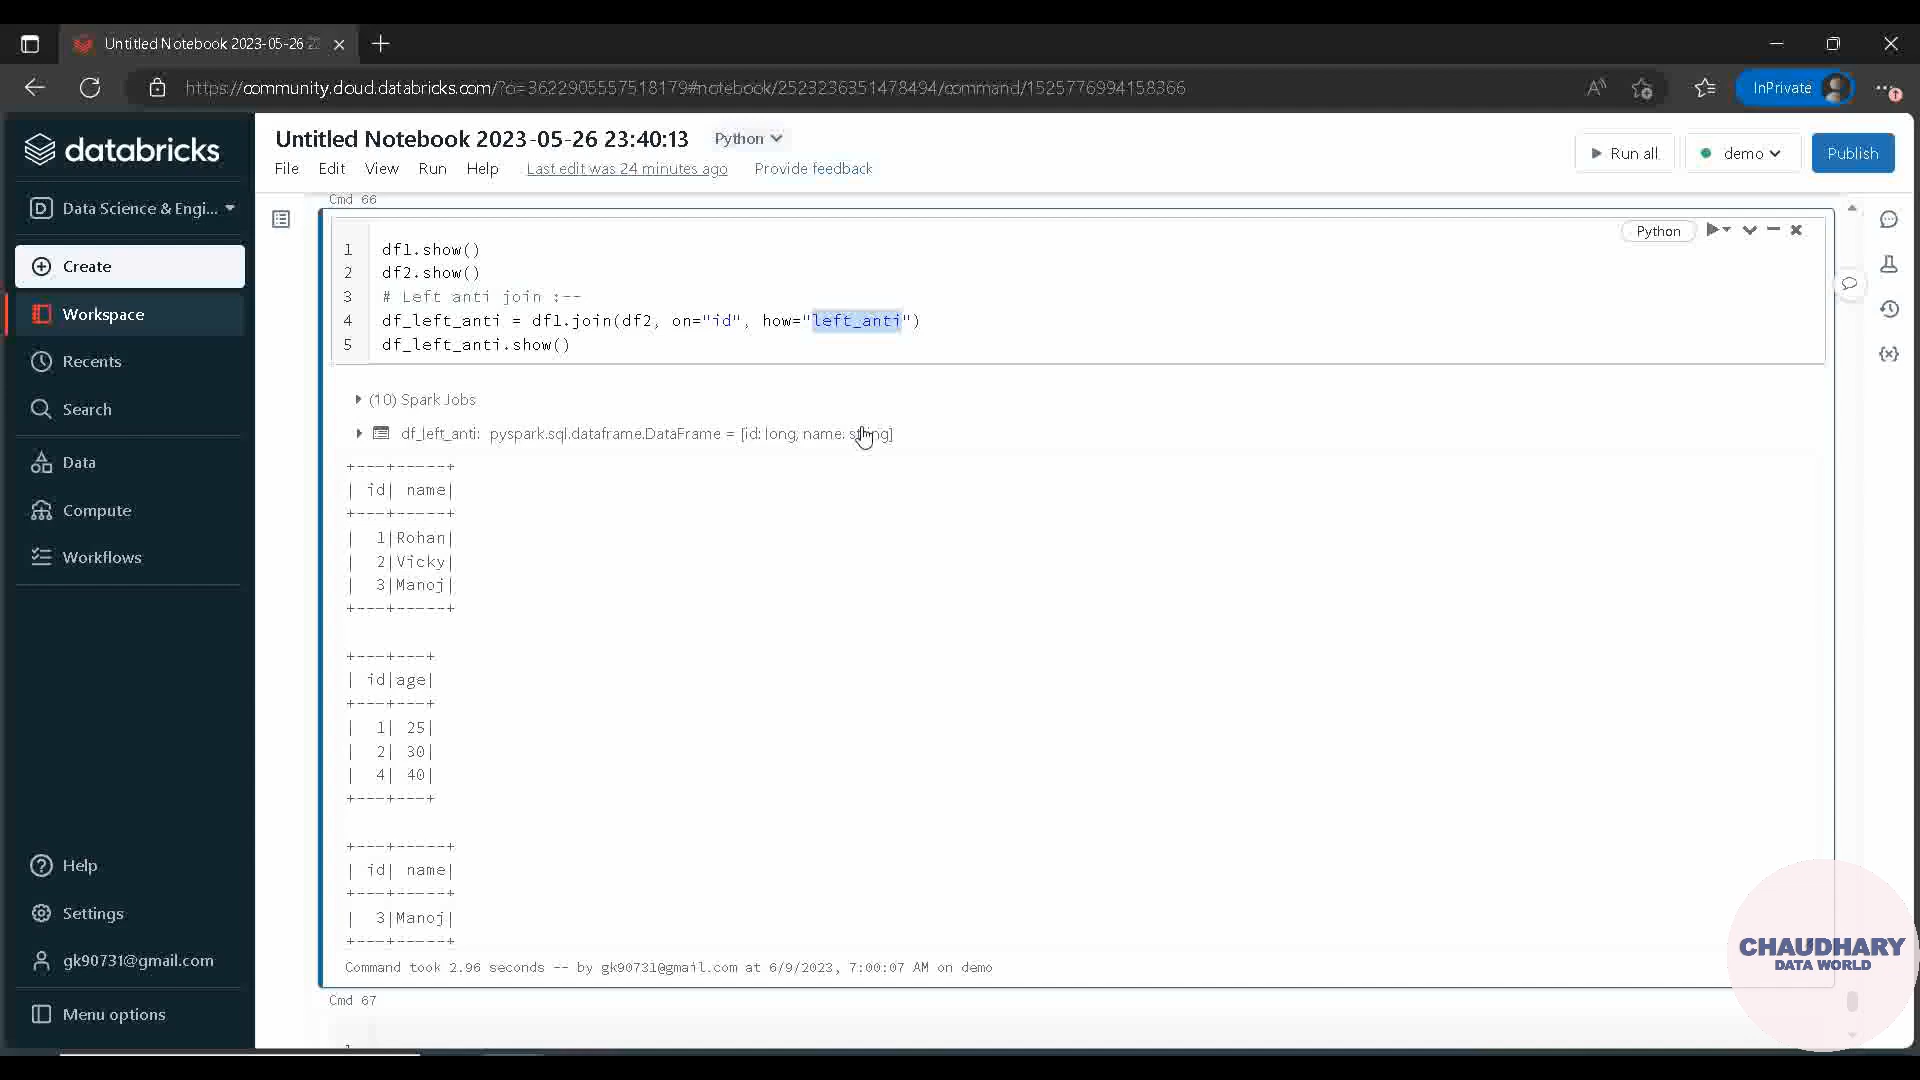 Untitled Notebook 2023-05-26 2
https://community.cloud.databricks.com/?o=3622905557518179#notebook/2523236351478494/command/1525776994158366
InPrivate
databricks
Untitled Notebook 2023-05-26 23:40:13
Python
File Edit View Run Help Last edit was 24 minutes ago Provide feedback
Run all
demo
Publish
Data Science & Engi...
Create
Workspace
Recents
Search
Data
Compute
Workflows
Help
Settings
gk90731@gmail.com
Menu options
Cmd 66
Python
1 df1.show()
2 df2.show()
3 # Left anti join :--
4 df_left_anti = df1.join(df2, on="id", how="left_anti")
5 df_left_anti.show()
(10) Spark Jobs
df_left_anti: pyspark.sql.dataframe.DataFrame = [id: long, name: string]
+---+-----+
| id| name|
+---+-----+
| 1|Rohan|
| 2|Vicky|
| 3|Manoj|
+---+-----+
+---+---+
| id|age|
+---+---+
| 1| 25|
| 2| 30|
| 4| 40|
+---+---+
+---+-----+
| id| name|
+---+-----+
| 3|Manoj|
+---+-----+
Command took 2.96 seconds -- by gk90731@gmail.com at 6/9/2023, 7:00:07 AM on demo
Cmd 67
CHAUDHARY
DATA WORLD